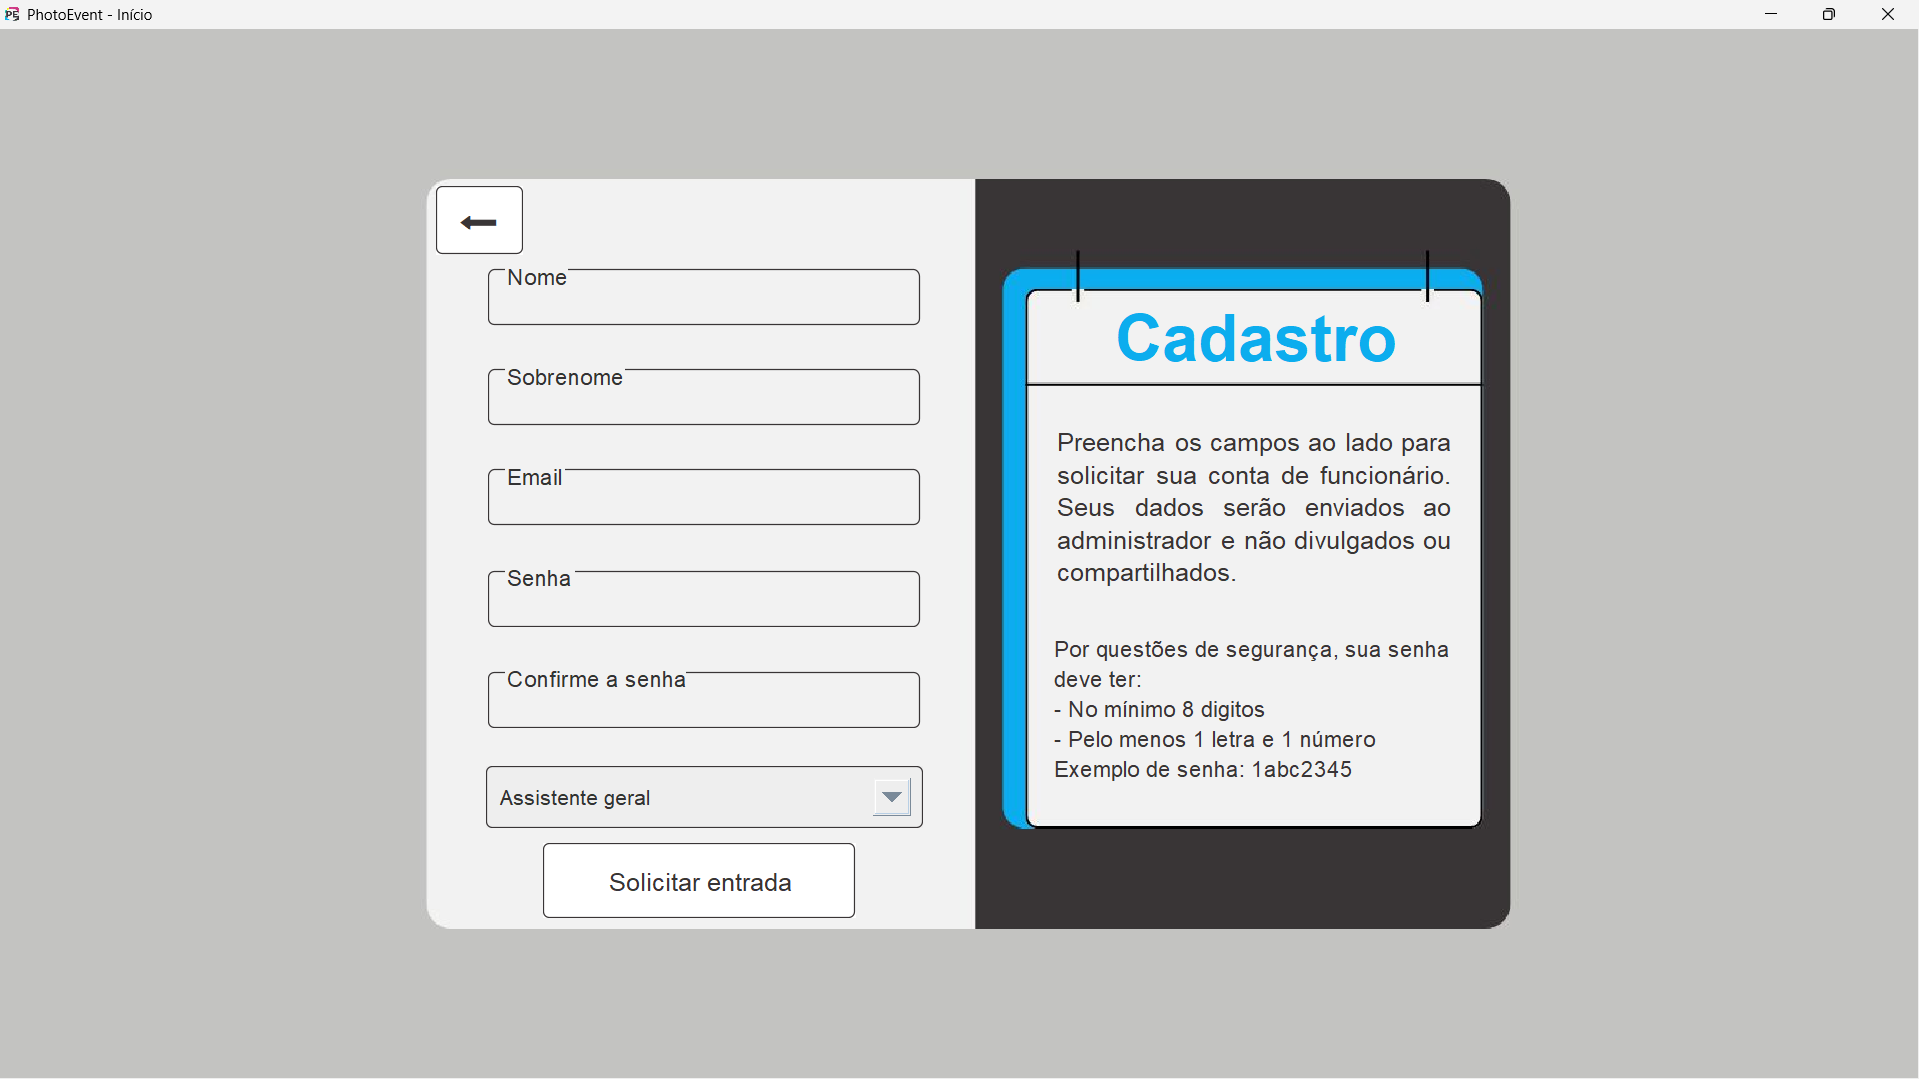 PhotoEvent - Início
Nome
Sobrenome
Email
Senha
Confirme a senha
Assistente geral
Solicitar entrada
Cadastro
Preencha os campos ao lado para
solicitar sua conta de funcionário.
Seus dados serão enviados ao
administrador e não divulgados ou
compartilhados.
Por questões de segurança, sua senha
deve ter:
- No mínimo 8 digitos
- Pelo menos 1 letra e 1 número
Exemplo de senha: 1abc2345